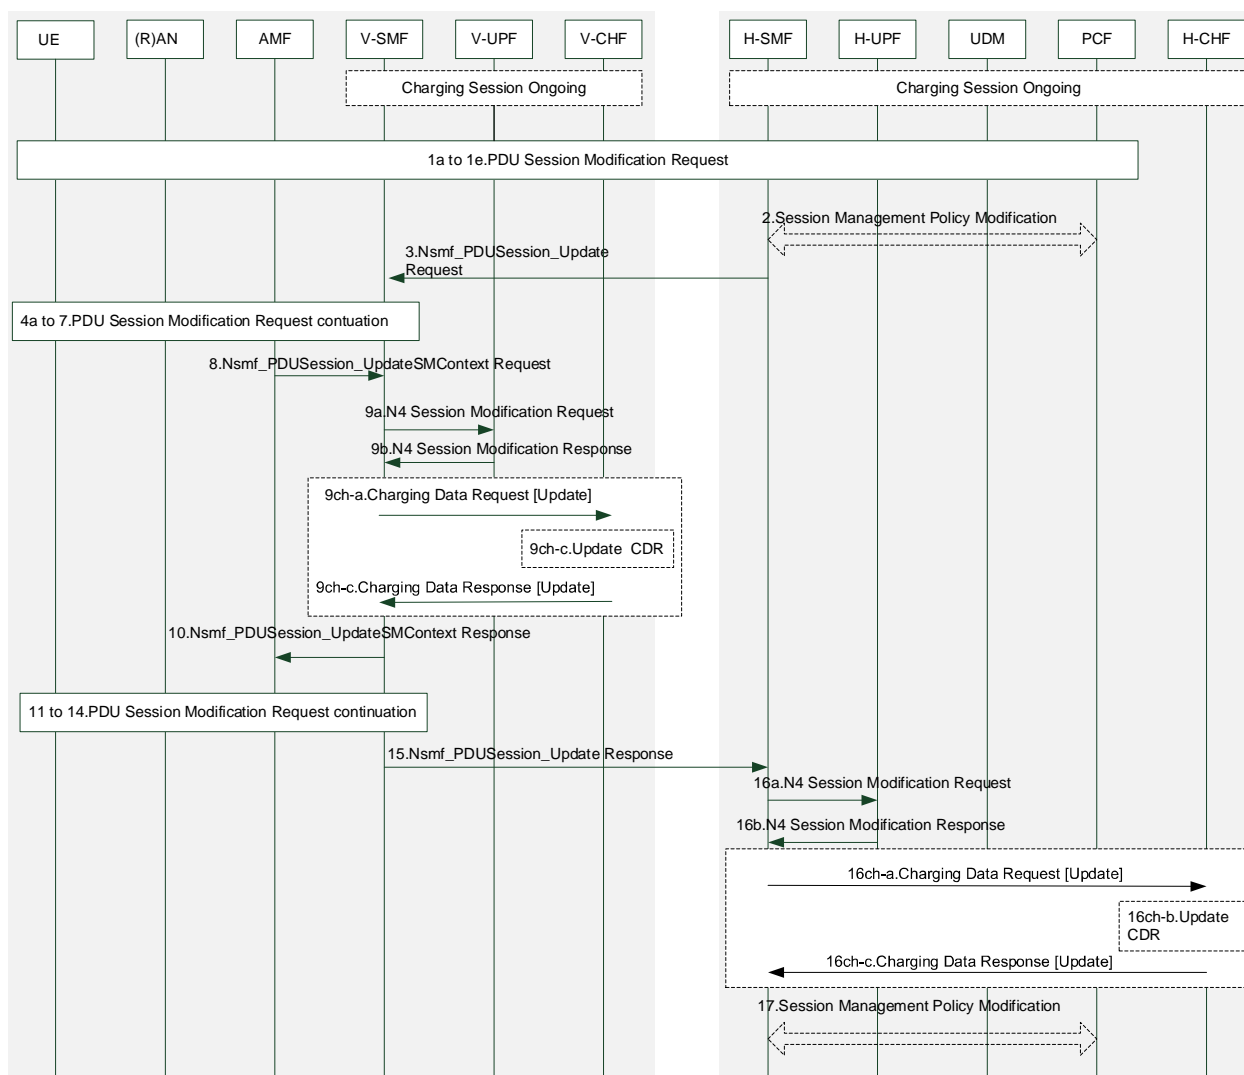 UE
(R)AN
AMF
V-SMF
V-UPF
V-CHF
H-SMF
H-UPF
UDM
PCF
H-CHF
Charging Session Ongoing
Charging Session Ongoing
1a to 1e.PDU Session Modification Request
2.Session Management Policy Modification
3.Nsmf_PDUSession_Update
Request
4a to 7.PDU Session Modification Request contuation
8.Nsmf_PDUSession_UpdateSMContext Request
9a.N4 Session Modification Request
9b.N4 Session Modification Response
9ch-a.Charging Data Request [Update]
9ch-c.Update  CDR
9ch-c.Charging Data Response [Update]
10.Nsmf_PDUSession_UpdateSMContext Response
11 to 14.PDU Session Modification Request continuation
15.Nsmf_PDUSession_Update Response
16a.N4 Session Modification Request
16b.N4 Session Modification Response
16ch-a.Charging Data Request [Update]
16ch-b.Update
CDR
16ch-c.Charging Data Response [Update]
17.Session Management Policy Modification